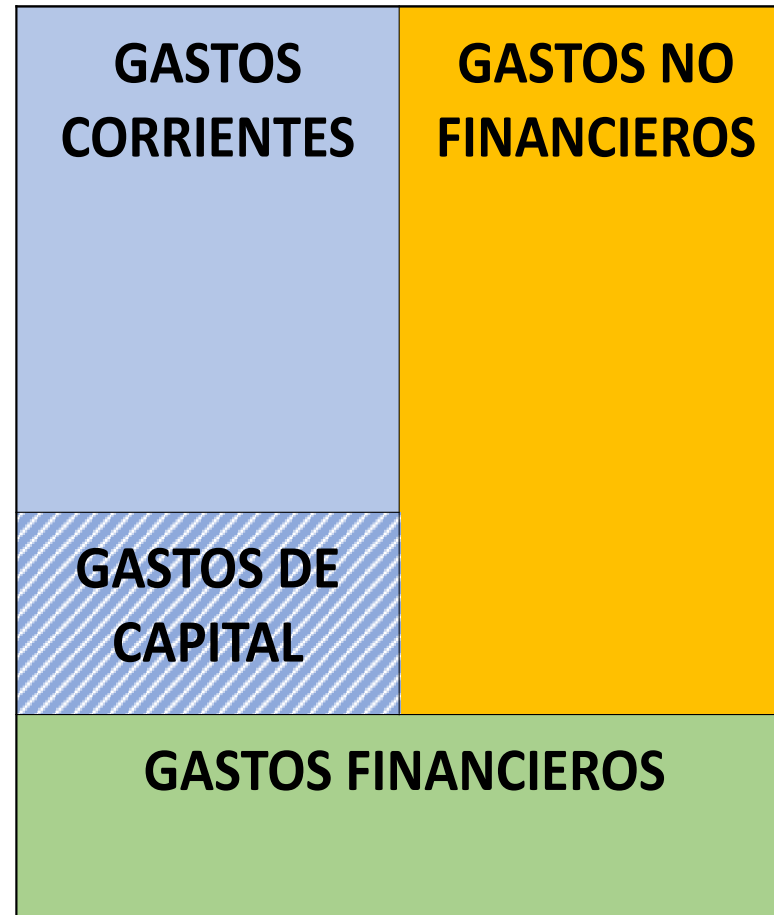 GASTOS
CORRIENTES
GASTOS NO
FINANCIEROS
GASTOS DE
CAPITAL
GASTOS FINANCIEROS